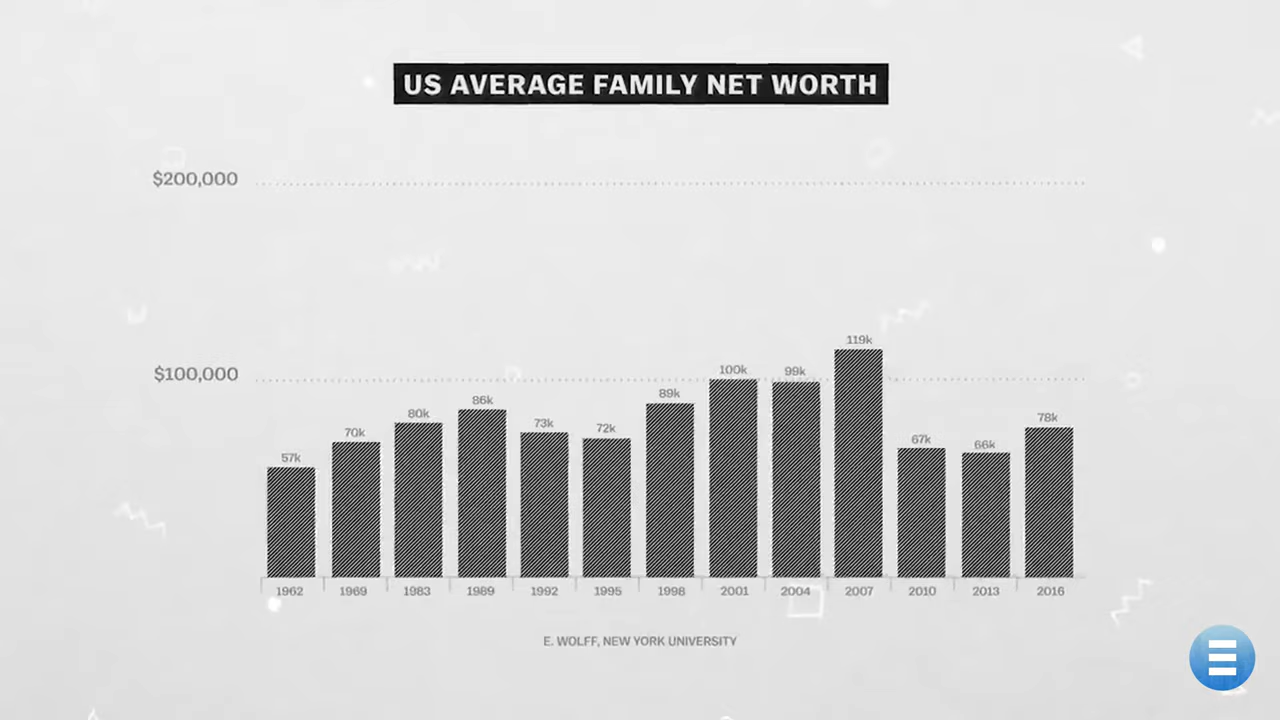 US AVERAGE FAMILY NET WORTH
$200,000
$100,000
57k
70k
80k
86k
73k
72k
89k
100k
99k
119k
67k
66k
78k
1962 1969 1983 1989 1992 1995 1998 2001 2004 2007 2010 2013 2016
E. WOLFF, NEW YORK UNIVERSITY